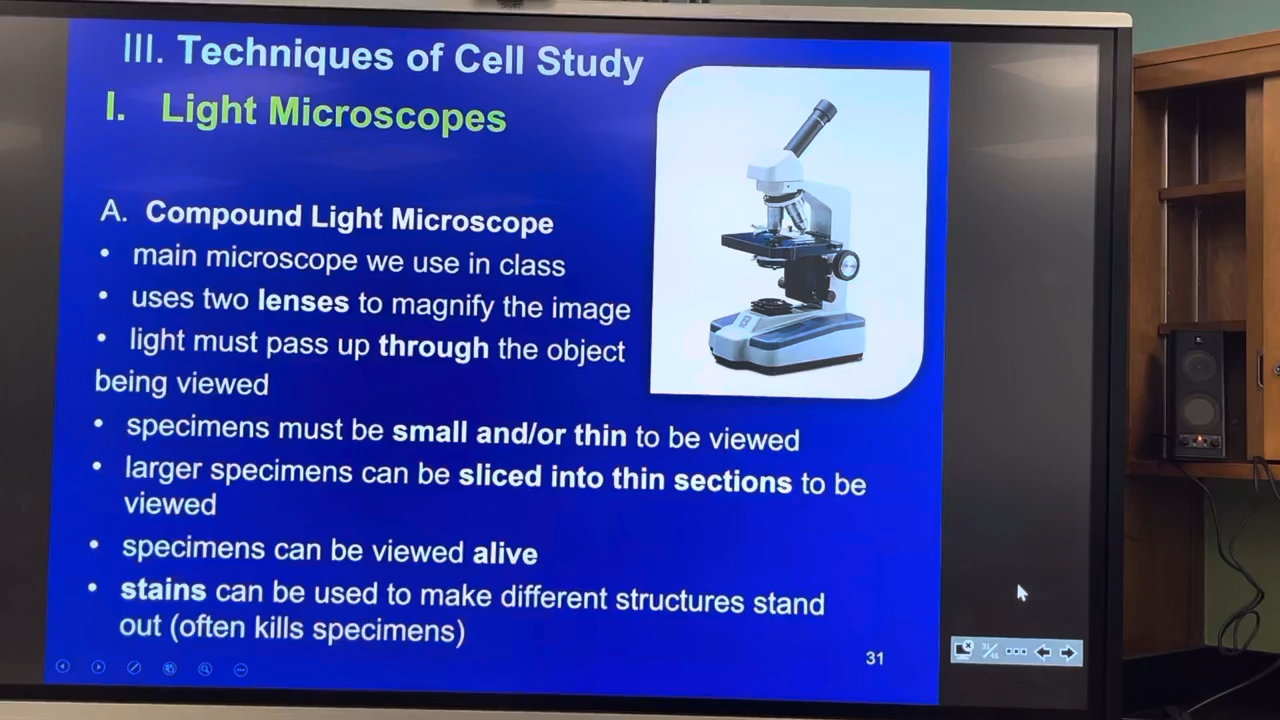 III. Techniques of Cell Study
I. Light Microscopes
A. Compound Light Microscope
• main microscope we use in class
• uses two lenses to magnify the image
• light must pass up through the object
being viewed
• specimens must be small and/or thin to be viewed
• larger specimens can be sliced into thin sections to be
viewed
• specimens can be viewed alive
• stains can be used to make different structures stand
out (often kills specimens)
31
31/45